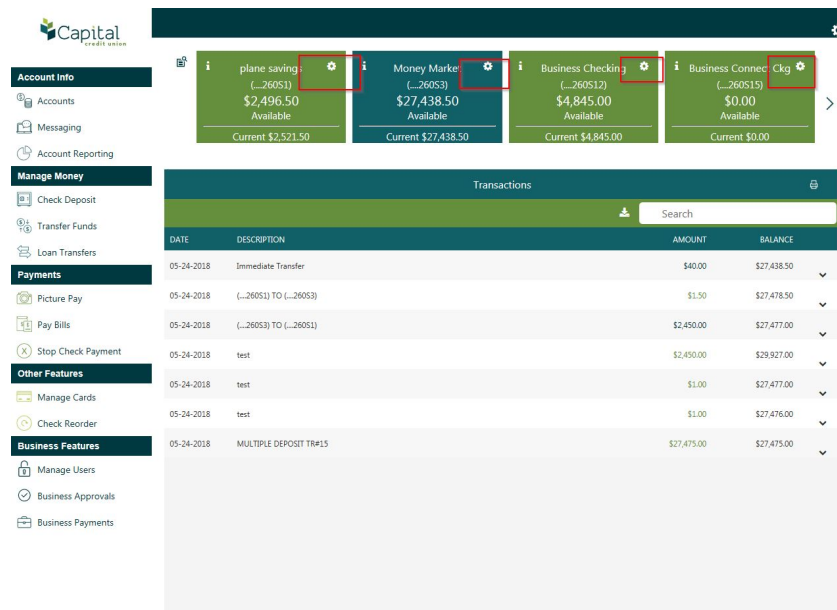 Capital
credit union
Account Info
Accounts
Messaging
Account Reporting
Manage Money
Check Deposit
Transfer Funds
Loan Transfers
Payments
Picture Pay
Pay Bills
Stop Check Payment
Other Features
Manage Cards
Check Reorder
Business Features
Manage Users
Business Approvals
Business Payments
i plane savings
(....260S1)
$2,496.50
Available
Current $2,521.50
i Money Market
(....260S3)
$27,438.50
Available
Current $27,438.50
i Business Checking
(....260S12)
$4,845.00
Available
Current $4,845.00
i Business Connect Ckg
(....260S15)
$0.00
Available
Current $0.00
Transactions
Search
DATE DESCRIPTION AMOUNT BALANCE
05-24-2018 Immediate Transfer $40.00 $27,438.50
05-24-2018 (....260S1) TO (....260S3) $1.50 $27,478.50
05-24-2018 (....260S3) TO (....260S1) $2,450.00 $27,477.00
05-24-2018 test $2,450.00 $29,927.00
05-24-2018 test $1.00 $27,477.00
05-24-2018 test $1.00 $27,476.00
05-24-2018 MULTIPLE DEPOSIT TR#15 $27,475.00 $27,475.00